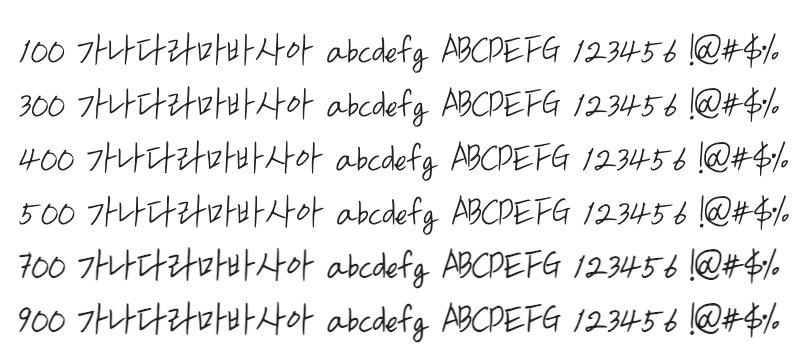 100 가나다라마바사아 abcdefg ABCDEFG 123456 !@#$%
300 가나다라마바사아 abcdefg ABCDEFG 123456 !@#$%
400 가나다라마바사아 abcdefg ABCDEFG 123456 !@#$%
500 가나다라마바사아 abcdefg ABCDEFG 123456 !@#$%
700 가나다라마바사아 abcdefg ABCDEFG 123456 !@#$%
900 가나다라마바사아 abcdefg ABCDEFG 123456 !@#$%